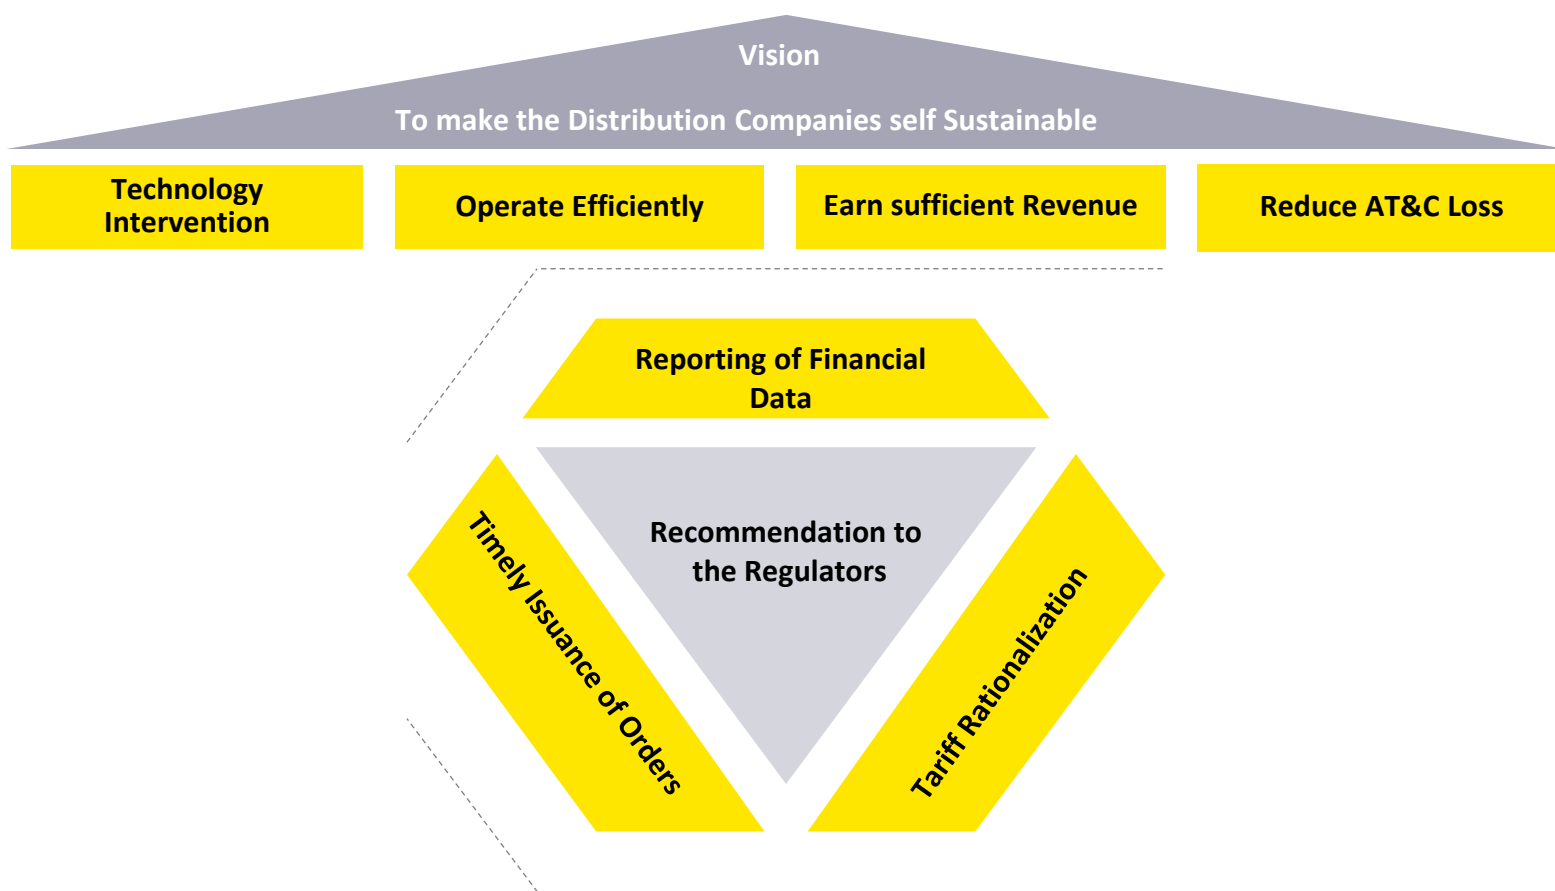 Vision
To make the Distribution Companies self Sustainable
Technology
Intervention
Operate Efficiently
Earn sufficient Revenue
Reduce AT&C Loss
Reporting of Financial
Data
Recommendation to
the Regulators
Timely Issuance of Orders
Tariff Rationalization